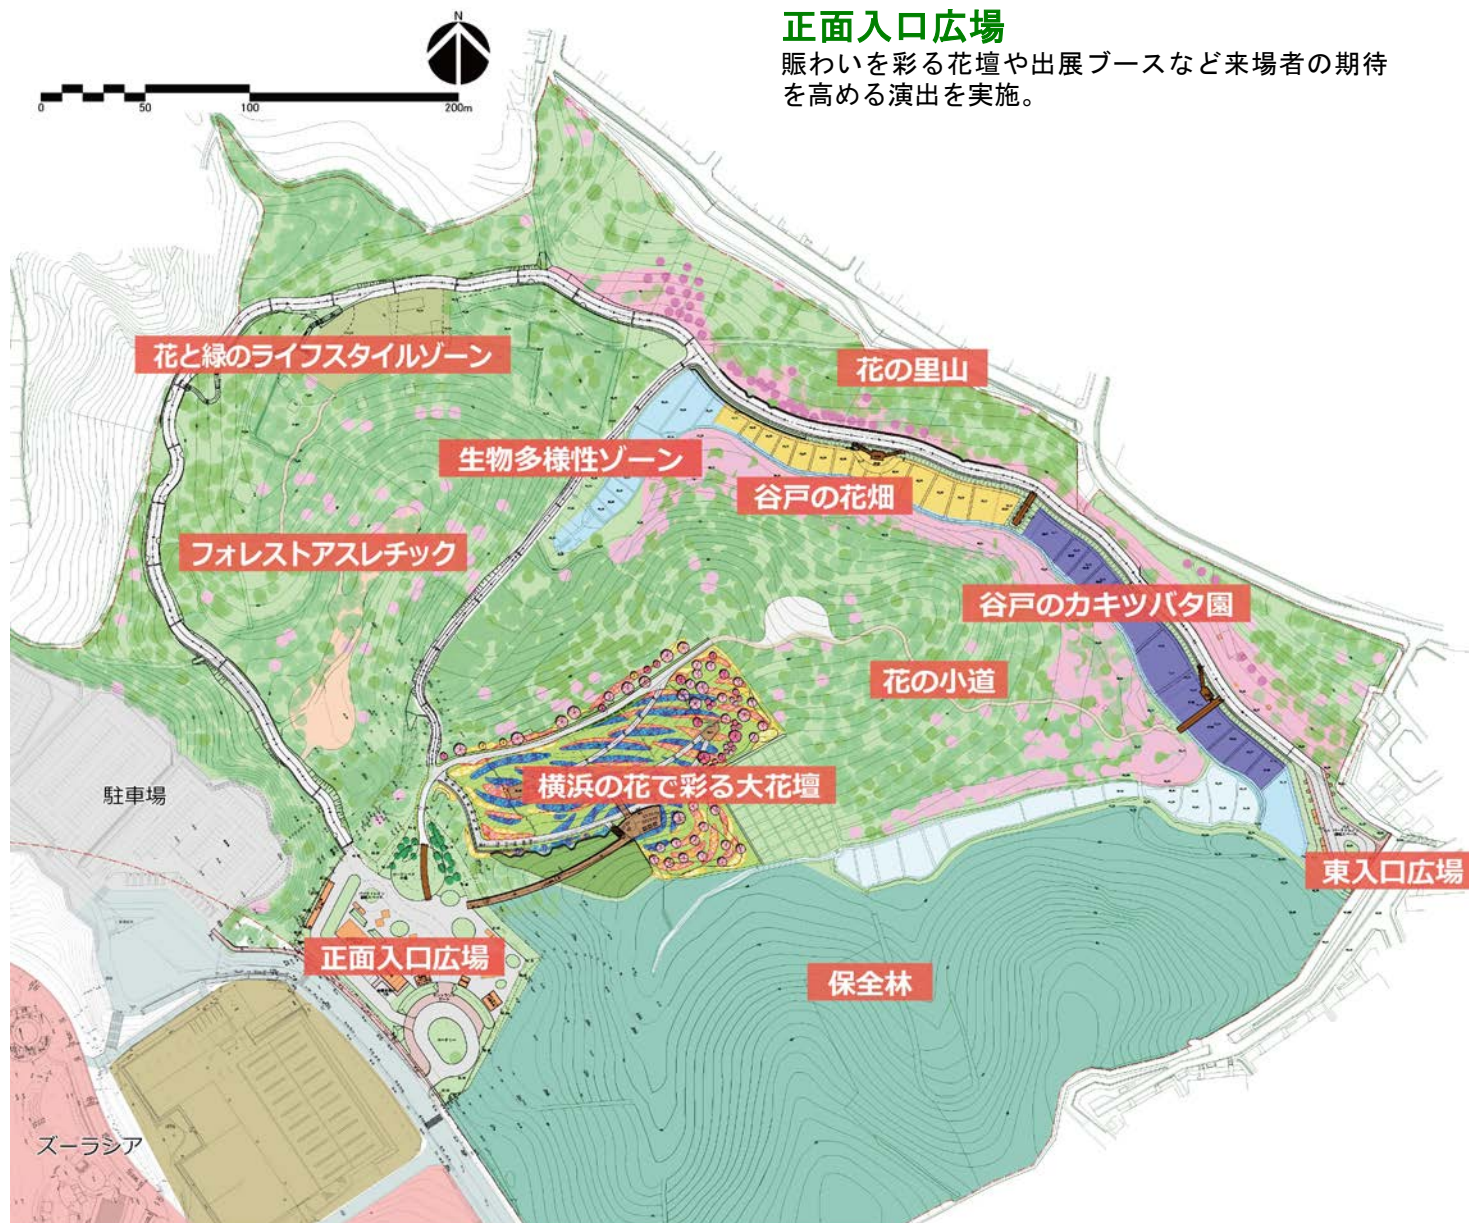 正面入口広場
賑わいを彩る花壇や出展ブースなど来場者の期待
を高める演出を実施。
N
0 50 100 200m
花と緑のライフスタイルゾーン
花の里山
生物多様性ゾーン
谷戸の花畑
フォレストアスレチック
谷戸のカキツバタ園
花の小道
横浜の花で彩る大花壇
駐車場
東入口広場
正面入口広場
保全林
ズーラシア